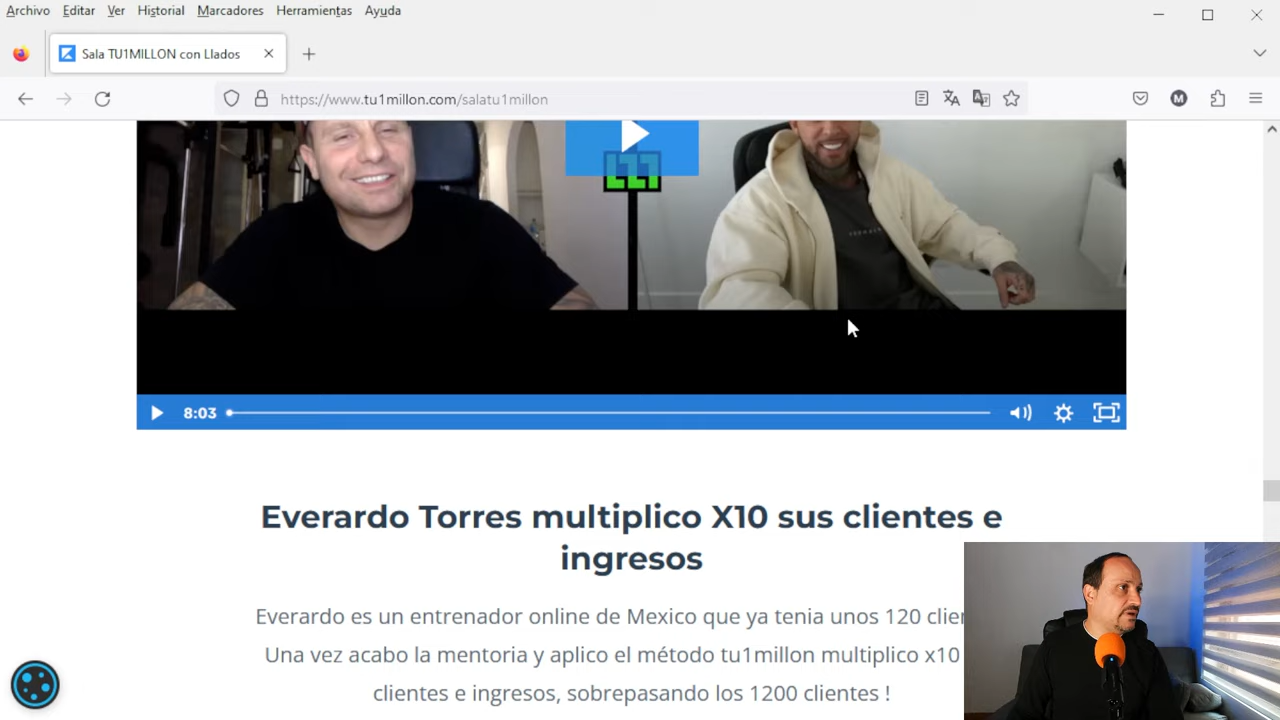 Archivo Editar Ver Historial Marcadores Herramientas Ayuda
Sala TU1MILLON con Llados
https://www.tu1millon.com/salatu1millon
M
8:03
Everardo Torres multiplico X10 sus clientes e
ingresos
Everardo es un entrenador online de Mexico que ya tenia unos 120
Una vez acabo la mentoria y aplico el método tu1millon multiplico x10
clientes e ingresos, sobrepasando los 1200 clientes !